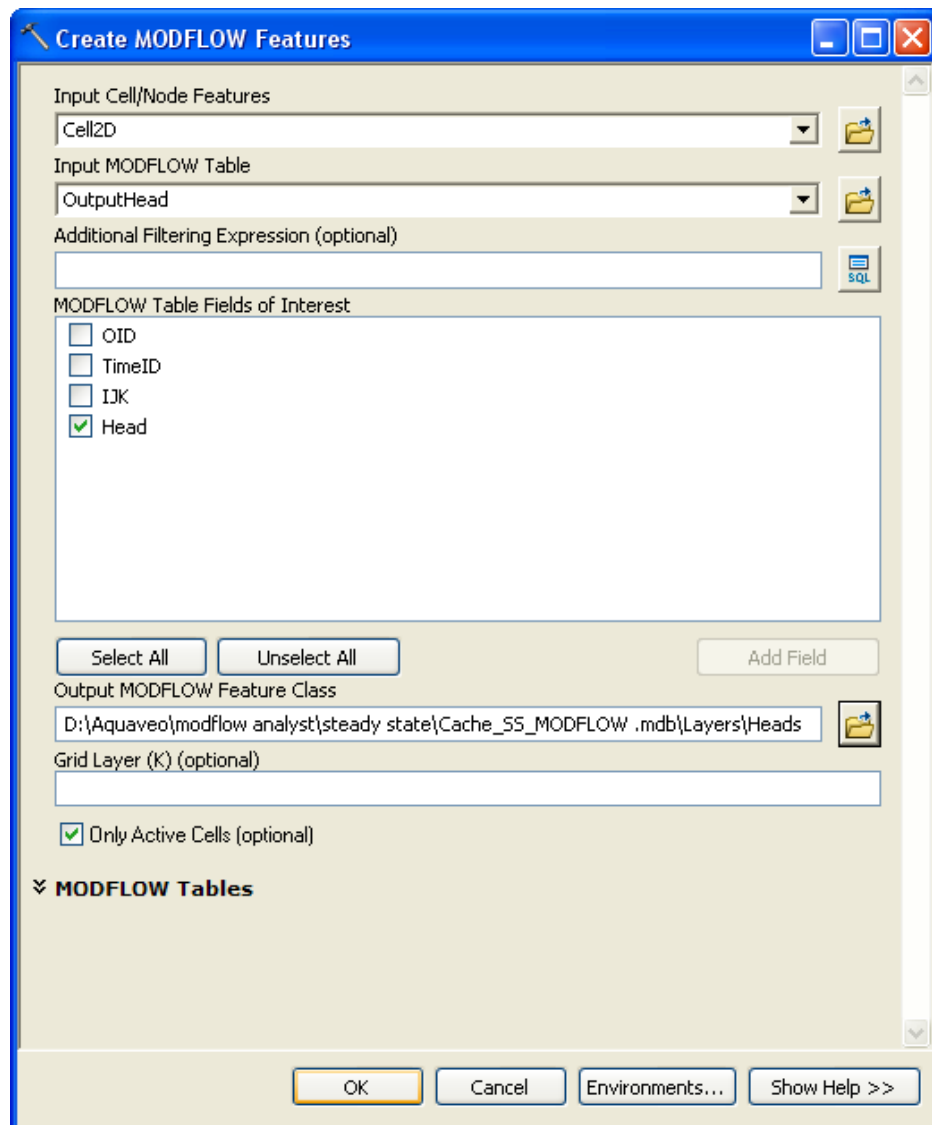 Create MODFLOW Features
Input Cell/Node Features
Cell2D
Input MODFLOW Table
OutputHead
Additional Filtering Expression (optional)
SQL
MODFLOW Table Fields of Interest
OID
TimeID
IJK
Head
Select All Unselect All Add Field
Output MODFLOW Feature Class
D:\Aquaveo\modflow analyst\steady state\Cache_SS_MODFLOW .mdb\Layers\Heads
Grid Layer (K) (optional)
Only Active Cells (optional)
MODFLOW Tables
OK Cancel Environments... Show Help >>